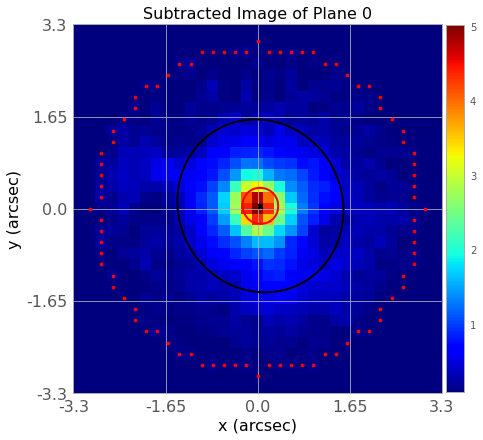 Subtracted Image of Plane 0
3.3
1.65
0.0
-1.65
-3.3
y (arcsec)
-3.3 -1.65 0.0 1.65 3.3
x (arcsec)
5
4
3
2
1